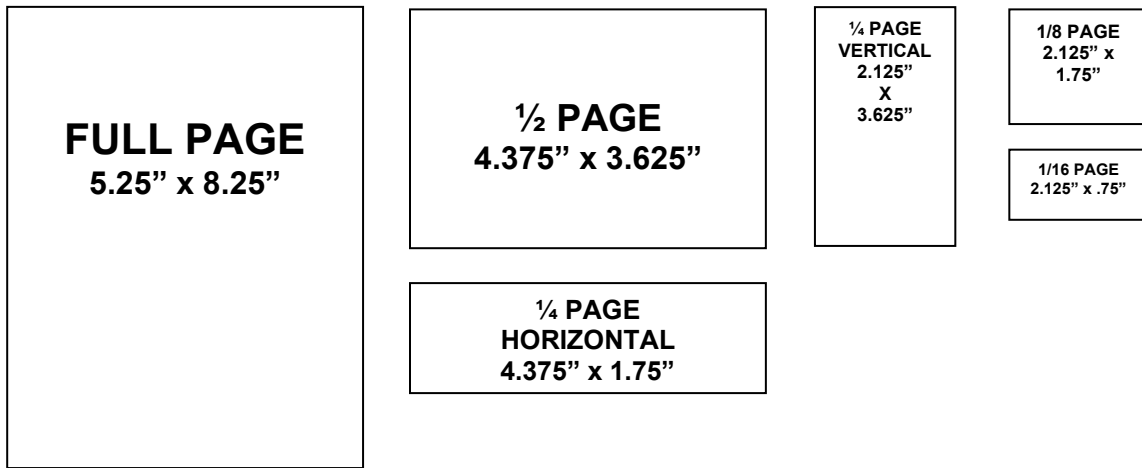 FULL PAGE
5.25” x 8.25”
½ PAGE
4.375” x 3.625”
¼ PAGE
HORIZONTAL
4.375” x 1.75”
¼ PAGE
VERTICAL
2.125”
X
3.625”
1/8 PAGE
2.125” x
1.75”
1/16 PAGE
2.125” x .75”